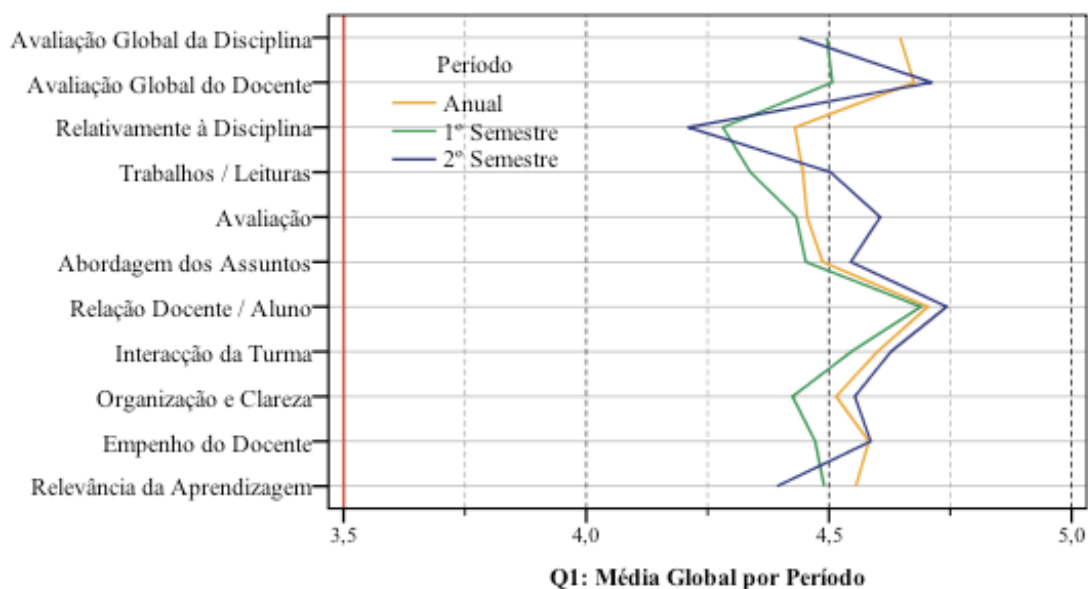 Avaliação Global da Disciplina
Avaliação Global do Docente
Relativamente à Disciplina
Trabalhos / Leituras
Avaliação
Abordagem dos Assuntos
Relação Docente / Aluno
Interacção da Turma
Organização e Clareza
Empenho do Docente
Relevância da Aprendizagem
Período
Anual
1º Semestre
2º Semestre
3,5 4,0 4,5 5,0
Q1: Média Global por Período